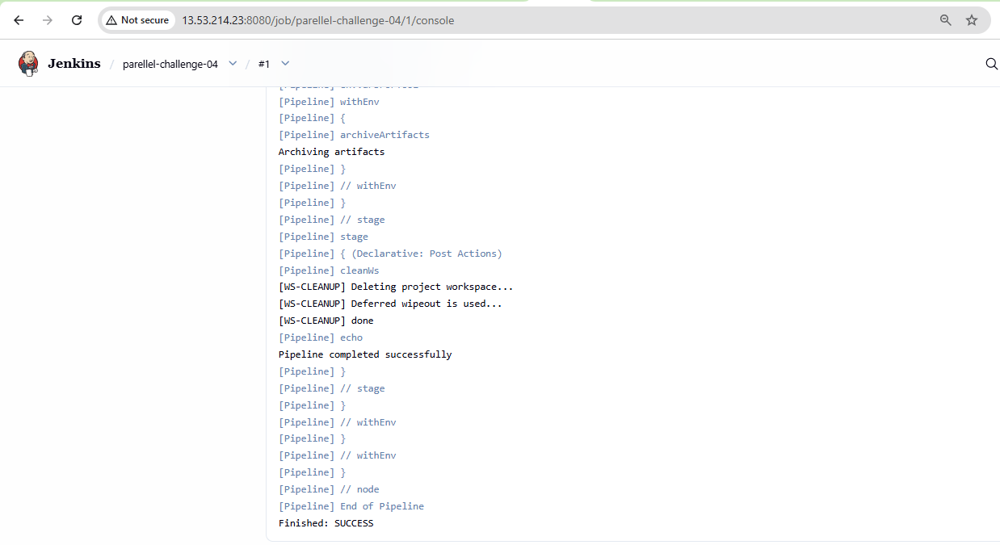 Not secure 13.53.214.23:8080/job/parellel-challenge-04/1/console
Jenkins / parellel-challenge-04 / #1
[Pipeline] withEnv
[Pipeline] {
[Pipeline] archiveArtifacts
Archiving artifacts
[Pipeline] }
[Pipeline] // withEnv
[Pipeline] }
[Pipeline] // stage
[Pipeline] stage
[Pipeline] { (Declarative: Post Actions)
[Pipeline] cleanWs
[WS-CLEANUP] Deleting project workspace...
[WS-CLEANUP] Deferred wipeout is used...
[WS-CLEANUP] done
[Pipeline] echo
Pipeline completed successfully
[Pipeline] }
[Pipeline] // stage
[Pipeline] }
[Pipeline] // withEnv
[Pipeline] }
[Pipeline] // withEnv
[Pipeline] }
[Pipeline] // node
[Pipeline] End of Pipeline
Finished: SUCCESS